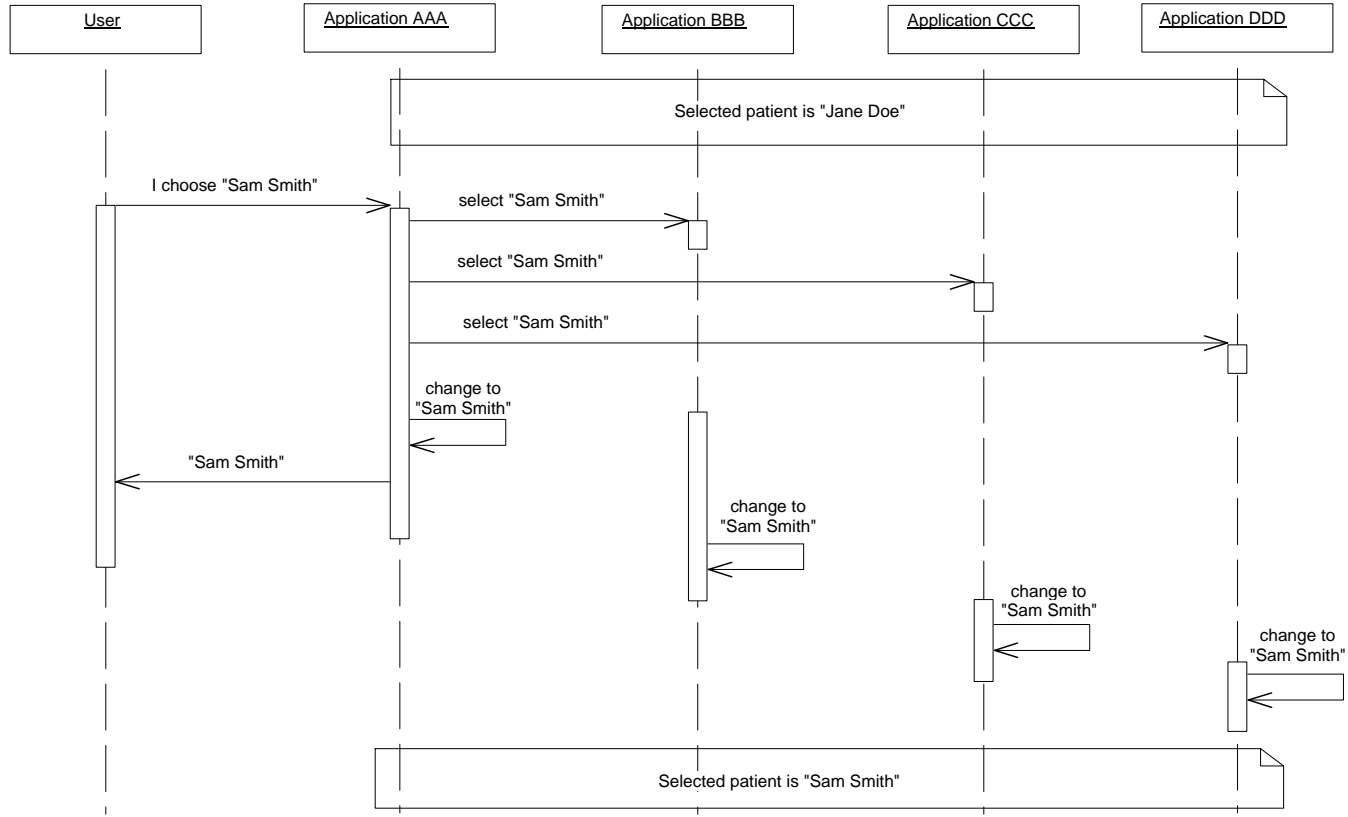 User
Application AAA
Application BBB
Application CCC
Application DDD
Selected patient is "Jane Doe"
I choose "Sam Smith"
select "Sam Smith"
select "Sam Smith"
select "Sam Smith"
change to
"Sam Smith"
"Sam Smith"
change to
"Sam Smith"
change to
"Sam Smith"
change to
"Sam Smith"
Selected patient is "Sam Smith"